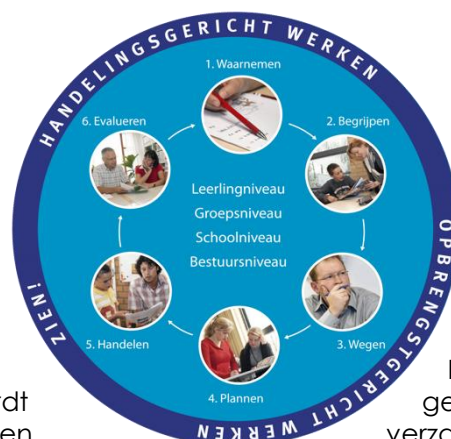 HANDELINGSGERICHT WERKEN
OPBRENGSTGERICHT WERKEN
ZIEN!
1. Waarnemen
2. Begrijpen
3. Wegen
4. Plannen
5. Handelen
6. Evalueren
Leerlingniveau
Groepsniveau
Schoolniveau
Bestuursniveau